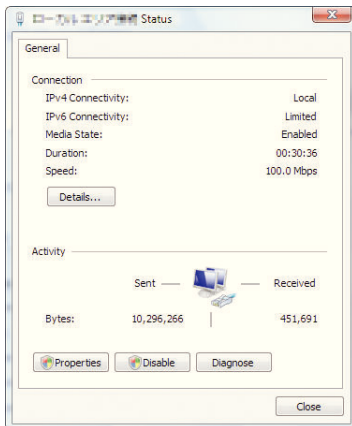 Status
General
Connection
IPv4 Connectivity: Local
IPv6 Connectivity: Limited
Media State: Enabled
Duration: 00:30:36
Speed: 100.0 Mbps
Details...
Activity
Sent Received
Bytes: 10,296,266 451,691
Properties Disable Diagnose
Close